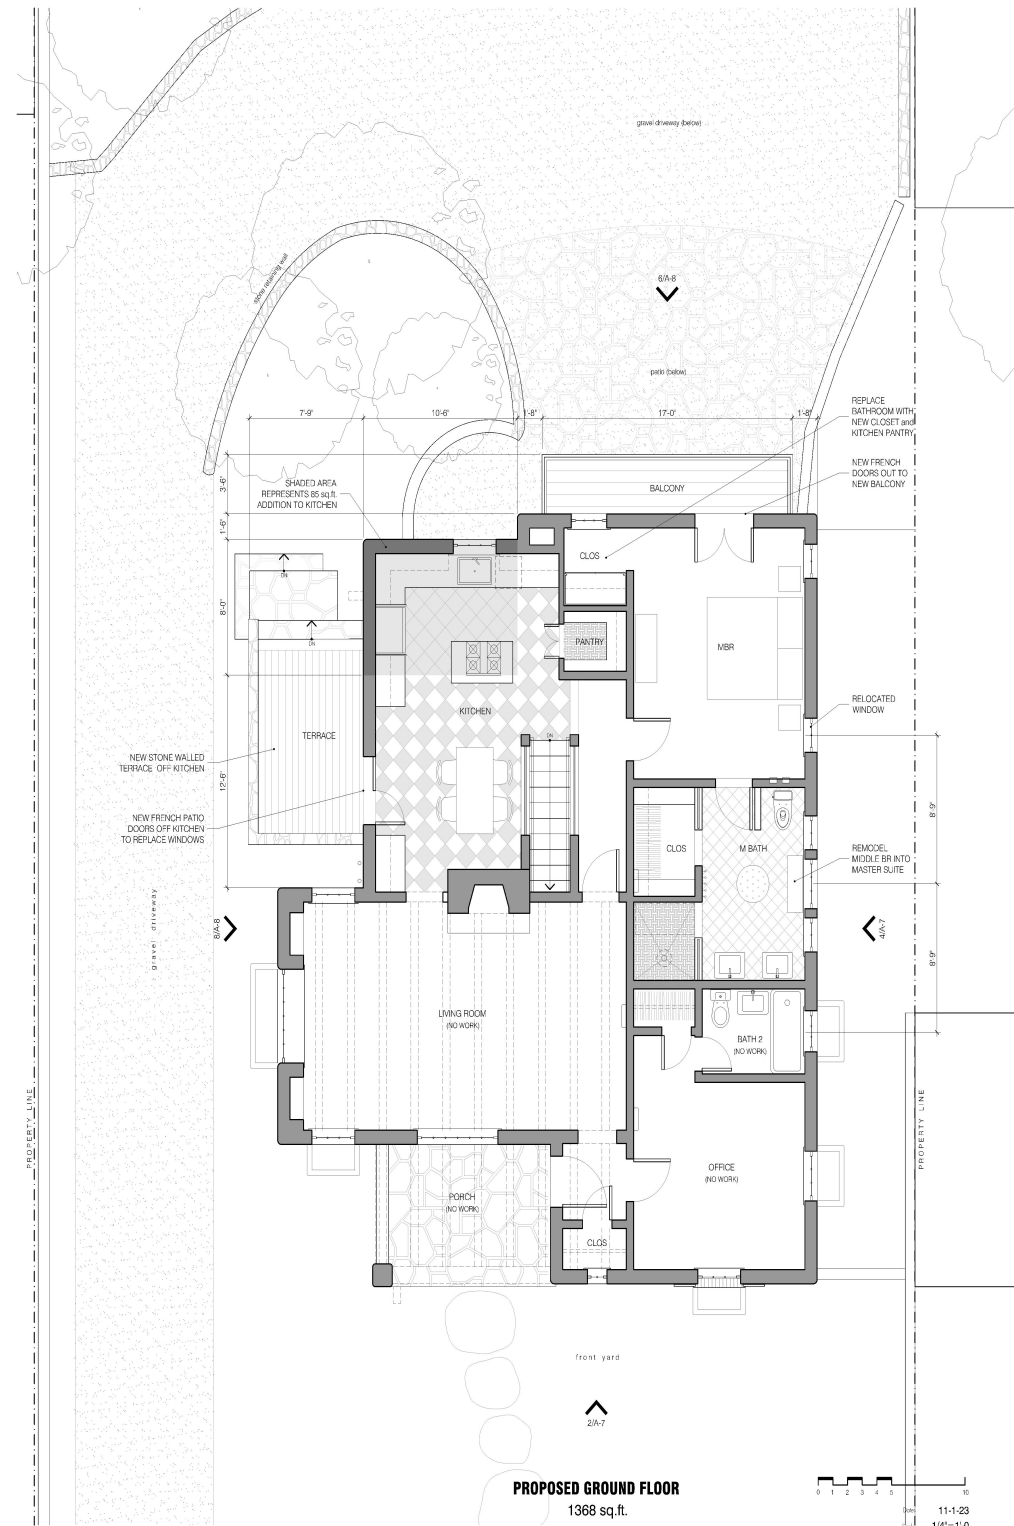 gravel driveway (below)
stone retaining wall
6/A-8
patio (below)
REPLACE
BATHROOM WITH
NEW CLOSET and
KITCHEN PANTRY
7'-9"
10'-6"
1'-8"
17'-0"
1'-8"
NEW FRENCH
DOORS OUT TO
NEW BALCONY
SHADED AREA
REPRESENTS 85 sq.ft.
ADDITION TO KITCHEN
3'-6"
BALCONY
1'-6"
CLOS
DN
8'-0"
DN
PANTRY
MBR
RELOCATED
WINDOW
KITCHEN
TERRACE
DN
NEW STONE WALLED
TERRACE OFF KITCHEN
12'-6"
NEW FRENCH PATIO
DOORS OFF KITCHEN
TO REPLACE WINDOWS
8'-9"
CLOS
M BATH
REMODEL
MIDDLE BR INTO
MASTER SUITE
gravel driveway
8/A-8
4/A-7
8'-9"
LIVING ROOM
(NO WORK)
BATH 2
(NO WORK)
PROPERTY LINE
PROPERTY LINE
OFFICE
(NO WORK)
PORCH
(NO WORK)
CLOS
front yard
2/A-7
PROPOSED GROUND FLOOR
1368 sq.ft.
0 1 2 3 4 5 10
Date:
11-1-23
1/4"=1'-0